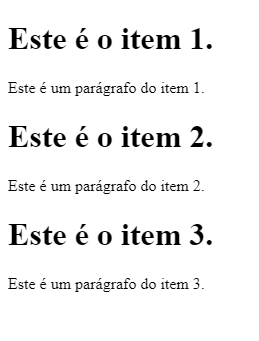 Este é o item 1.
Este é um parágrafo do item 1.
Este é o item 2.
Este é um parágrafo do item 2.
Este é o item 3.
Este é um parágrafo do item 3.